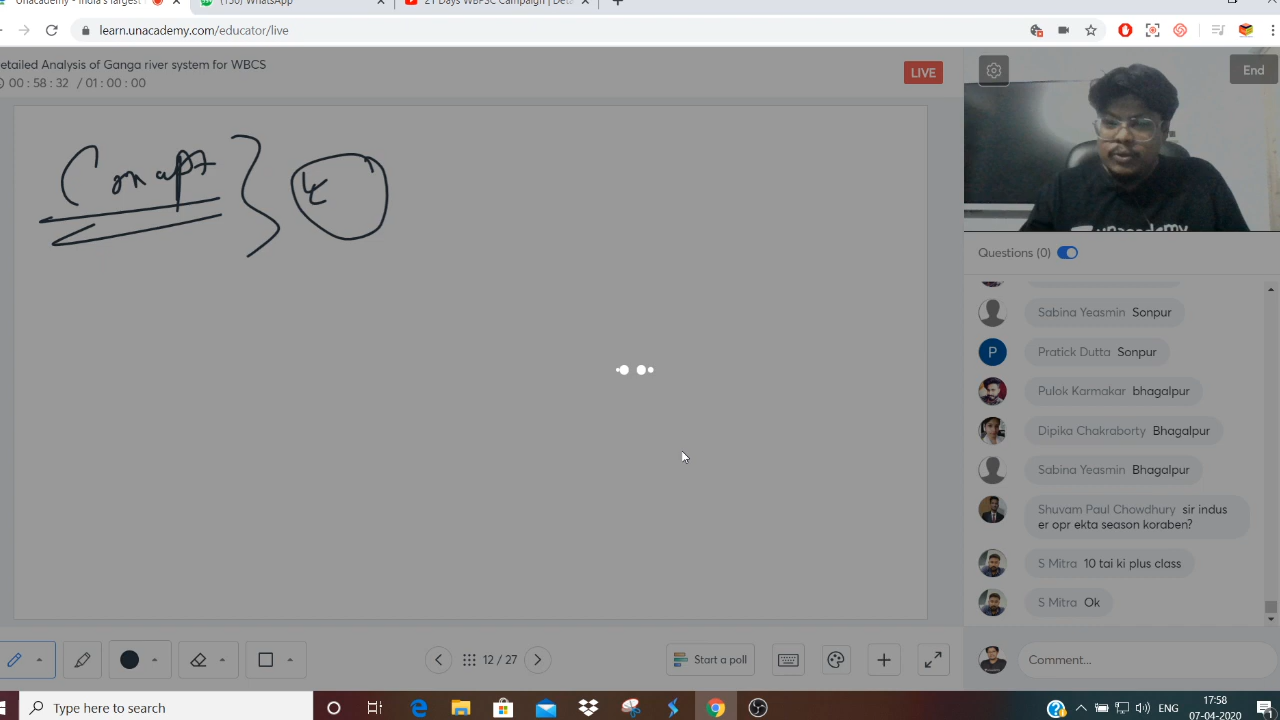 Unacademy - India's largest
(150) WhatsApp
21 Days WBPSC Campaign | Deta
learn.unacademy.com/educator/live
etailed Analysis of Ganga river system for WBCS
00 : 58 : 32 / 01 : 00 : 00
LIVE
End
unacademy
Questions (0)
Sabina Yeasmin Sonpur
P
Pratick Dutta Sonpur
Pulok Karmakar bhagalpur
Dipika Chakraborty Bhagalpur
Sabina Yeasmin Bhagalpur
Shuvam Paul Chowdhury sir indus
er opr ekta season koraben?
S Mitra 10 tai ki plus class
S Mitra Ok
12 / 27
Start a poll
Comment...
Type here to search
ENG
17:58
07-04-2020